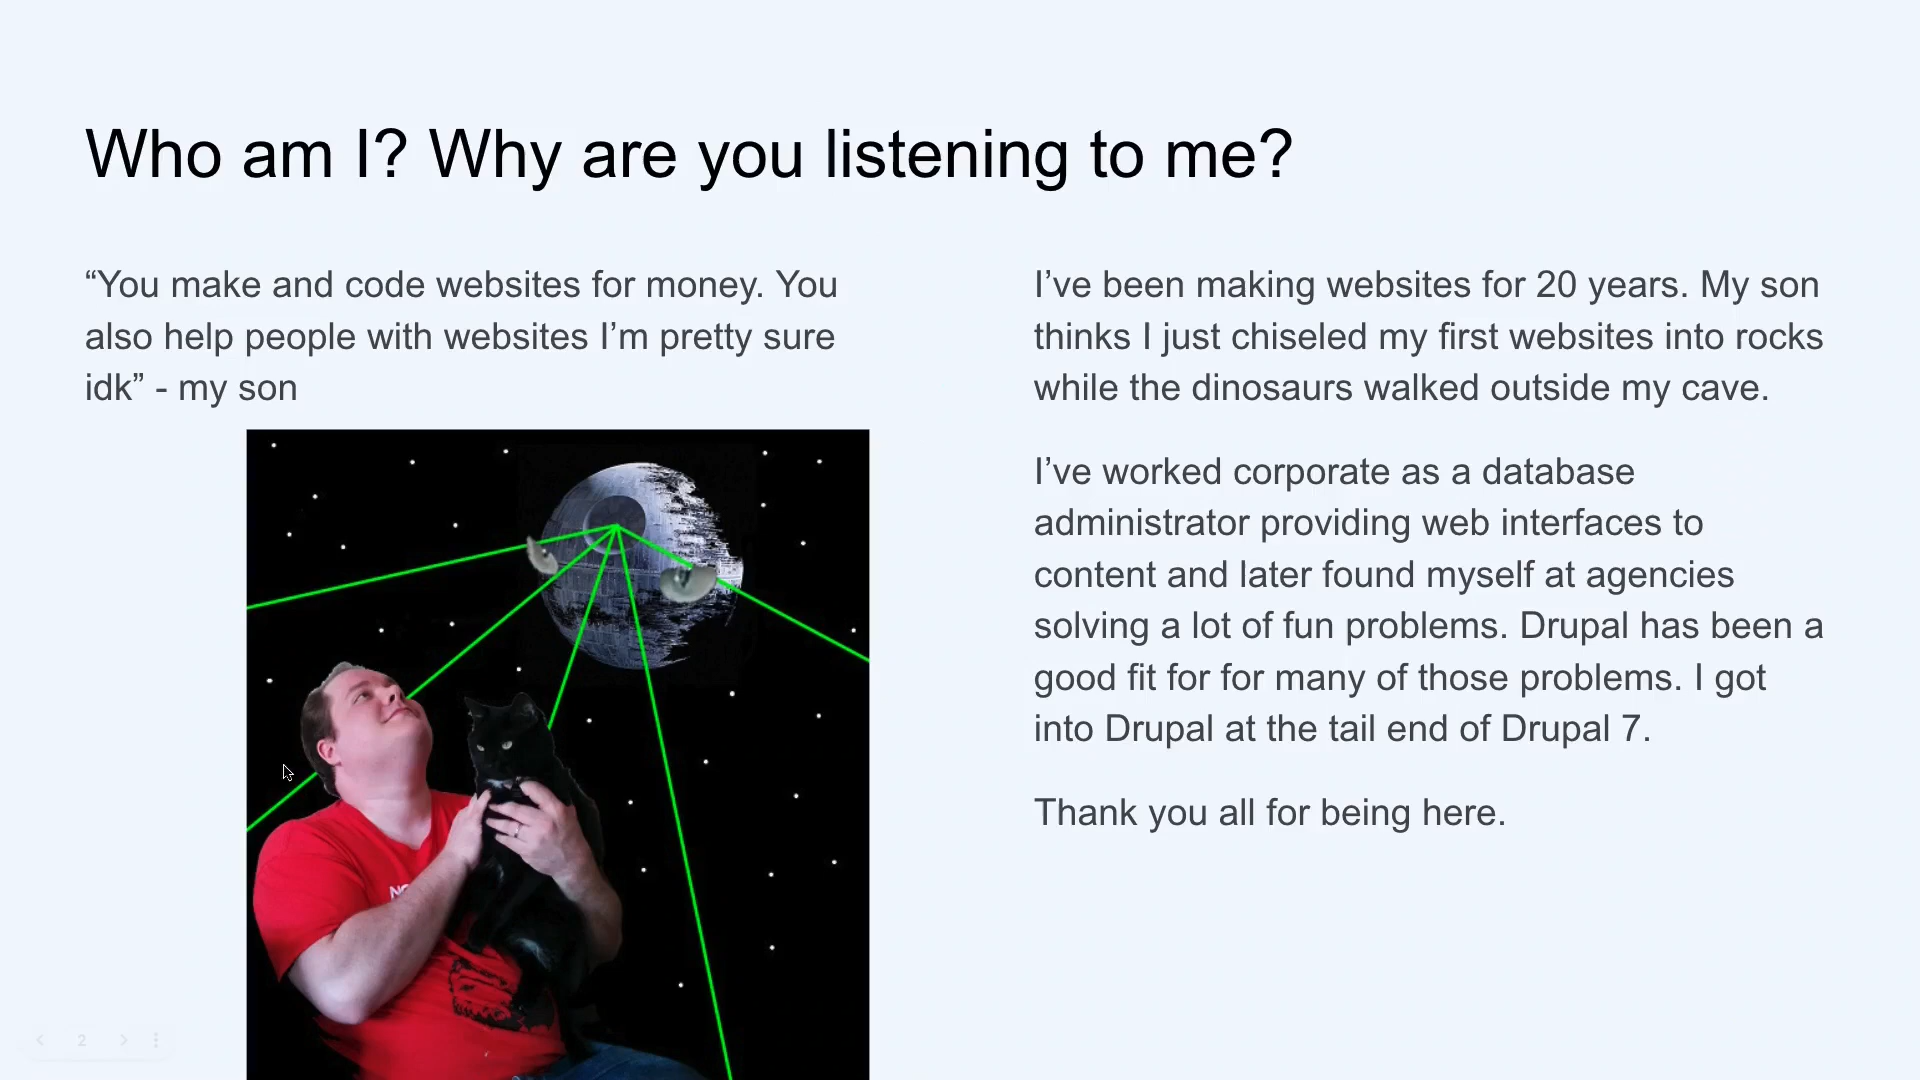 Who am I? Why are you listening to me?
“You make and code websites for money. You
also help people with websites I’m pretty sure
idk” - my son
I’ve been making websites for 20 years. My son
thinks I just chiseled my first websites into rocks
while the dinosaurs walked outside my cave.
I’ve worked corporate as a database
administrator providing web interfaces to
content and later found myself at agencies
solving a lot of fun problems. Drupal has been a
good fit for for many of those problems. I got
into Drupal at the tail end of Drupal 7.
Thank you all for being here.
2